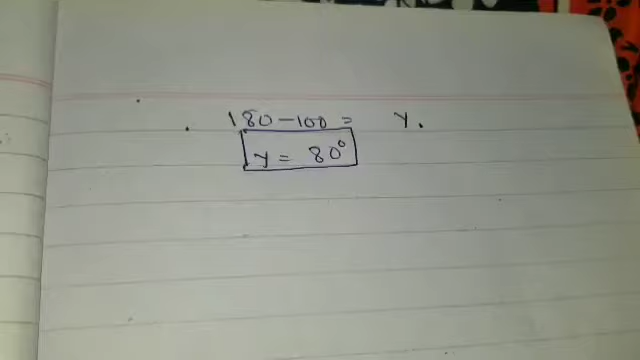 180-100 = y.
y = 80°